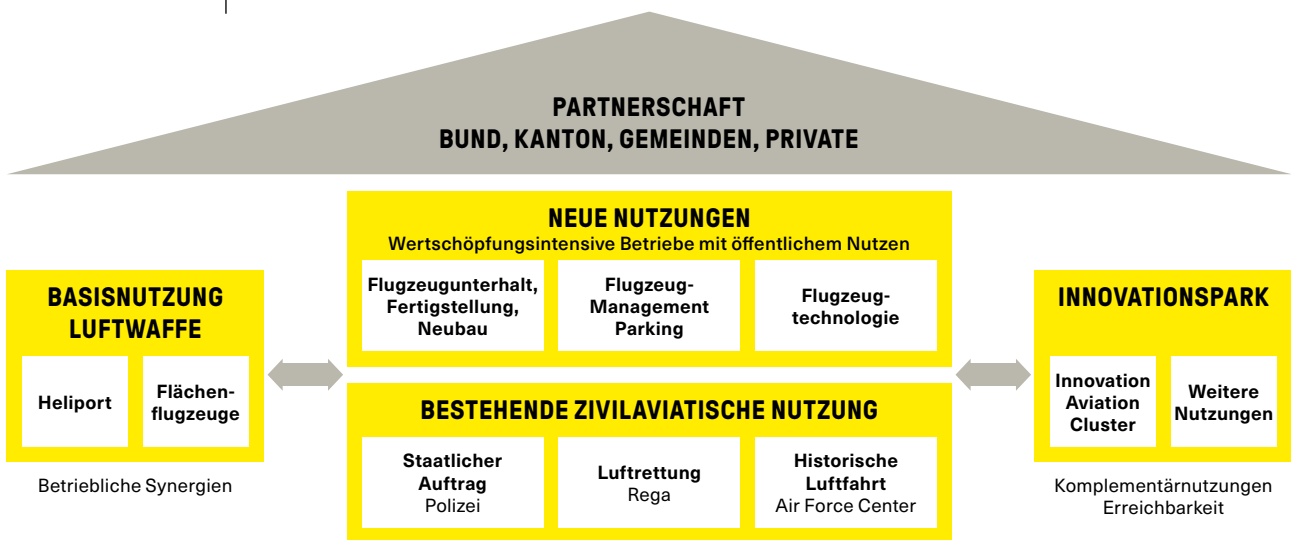 PARTNERSCHAFT
BUND, KANTON, GEMEINDEN, PRIVATE
NEUE NUTZUNGEN
Wertschöpfungsintensive Betriebe mit öffentlichem Nutzen
Flugzeugunterhalt,
Fertigstellung,
Neubau
Flugzeug-
Management
Parking
Flugzeug-
technologie
BASISNUTZUNG
LUFTWAFFE
Heliport
Flächen-
flugzeuge
Betriebliche Synergien
BESTEHENDE ZIVILAVIATISCHE NUTZUNG
Staatlicher
Auftrag
Polizei
Luftrettung
Rega
Historische
Luftfahrt
Air Force Center
INNOVATIONSPARK
Innovation
Aviation
Cluster
Weitere
Nutzungen
Komplementärnutzungen
Erreichbarkeit